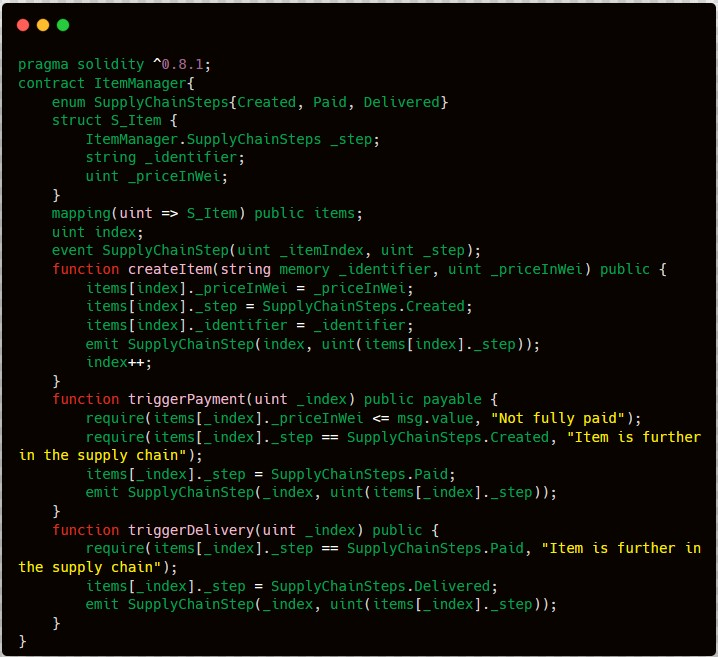 pragma solidity ^0.8.1;
contract ItemManager{
    enum SupplyChainSteps{Created, Paid, Delivered}
    struct S_Item {
        ItemManager.SupplyChainSteps _step;
        string _identifier;
        uint _priceInWei;
    }
    mapping(uint => S_Item) public items;
    uint index;
    event SupplyChainStep(uint _itemIndex, uint _step);
    function createItem(string memory _identifier, uint _priceInWei) public {
        items[index]._priceInWei = _priceInWei;
        items[index]._step = SupplyChainSteps.Created;
        items[index]._identifier = _identifier;
        emit SupplyChainStep(index, uint(items[index]._step));
        index++;
    }
    function triggerPayment(uint _index) public payable {
        require(items[_index]._priceInWei <= msg.value, "Not fully paid");
        require(items[_index]._step == SupplyChainSteps.Created, "Item is further
in the supply chain");
        items[_index]._step = SupplyChainSteps.Paid;
        emit SupplyChainStep(_index, uint(items[_index]._step));
    }
    function triggerDelivery(uint _index) public {
        require(items[_index]._step == SupplyChainSteps.Paid, "Item is further in
the supply chain");
        items[_index]._step = SupplyChainSteps.Delivered;
        emit SupplyChainStep(_index, uint(items[_index]._step));
    }
}